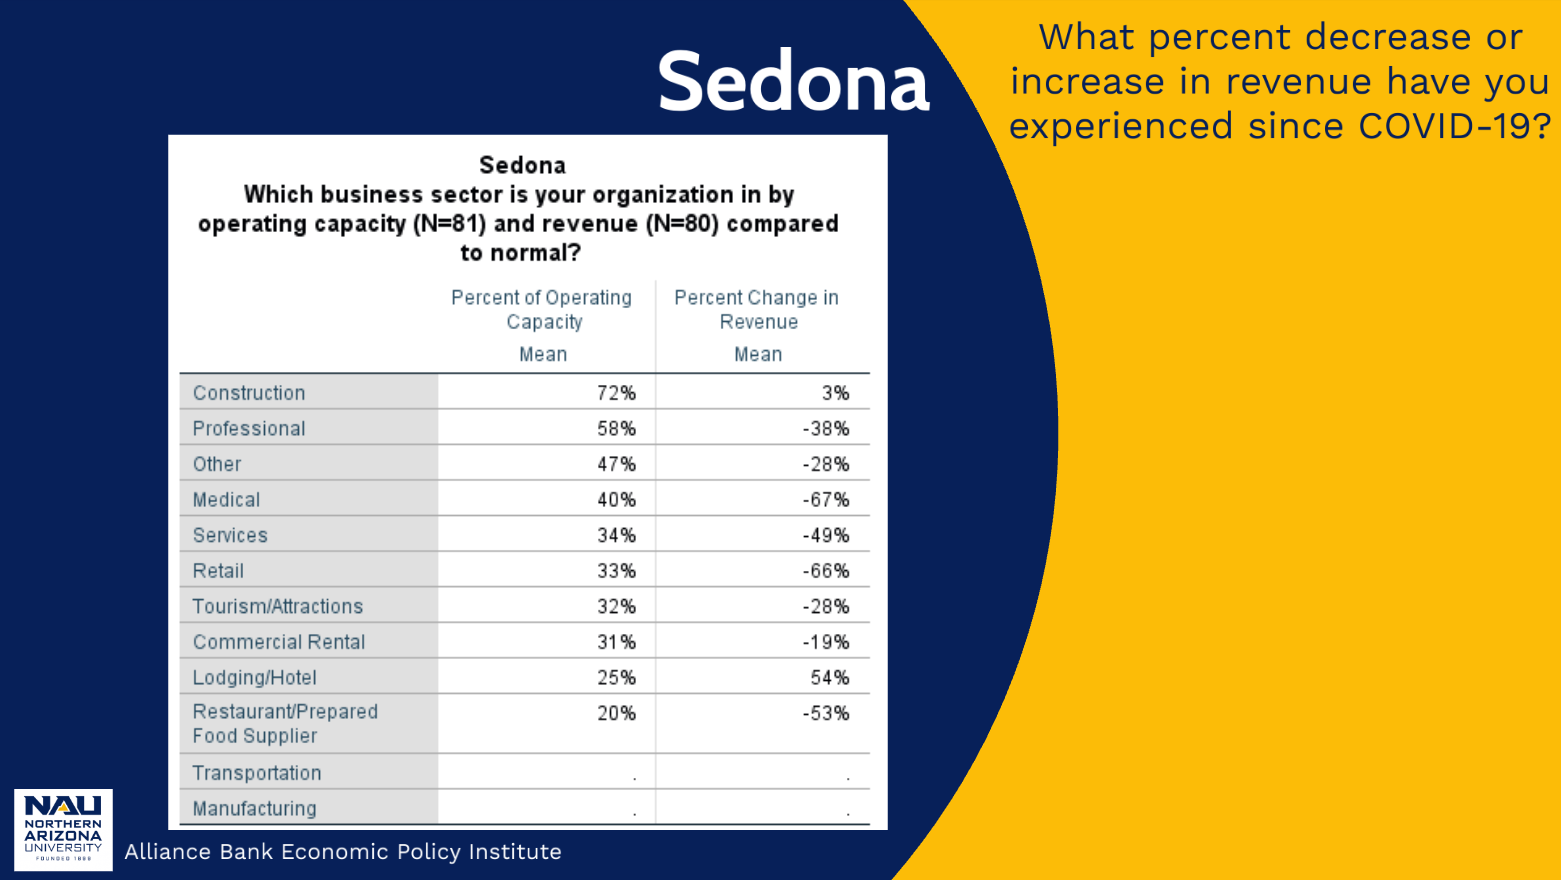 Sedona
What percent decrease or
increase in revenue have you
experienced since COVID-19?
Sedona
Which business sector is your organization in by
operating capacity (N=81) and revenue (N=80) compared
to normal?
Percent of Operating Capacity Percent Change in Revenue
Mean Mean
Construction 72% 3%
Professional 58% -38%
Other 47% -28%
Medical 40% -67%
Services 34% -49%
Retail 33% -66%
Tourism/Attractions 32% -28%
Commercial Rental 31% -19%
Lodging/Hotel 25% 54%
Restaurant/Prepared Food Supplier 20% -53%
Transportation . .
Manufacturing . .
NAU
NORTHERN
ARIZONA
UNIVERSITY
FOUNDED 1899
Alliance Bank Economic Policy Institute